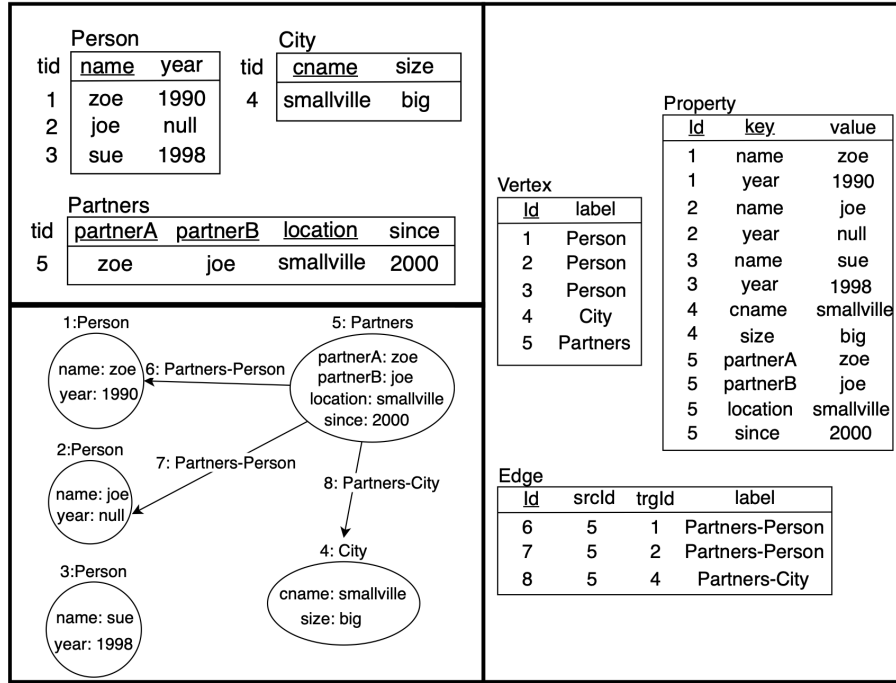 Person
tid name year
1 zoe 1990
2 joe null
3 sue 1998
City
tid cname size
4 smallville big
Partners
tid partnerA partnerB location since
5 zoe joe smallville 2000
1:Person
name: zoe
year: 1990
6: Partners-Person
5: Partners
partnerA: zoe
partnerB: joe
location: smallville
since: 2000
2:Person
name: joe
year: null
7: Partners-Person
8: Partners-City
3:Person
name: sue
year: 1998
4: City
cname: smallville
size: big
Vertex
Id label
1 Person
2 Person
3 Person
4 City
5 Partners
Property
Id key value
1 name zoe
1 year 1990
2 name joe
2 year null
3 name sue
3 year 1998
4 cname smallville
4 size big
5 partnerA zoe
5 partnerB joe
5 location smallville
5 since 2000
Edge
Id srcId trgId label
6 5 1 Partners-Person
7 5 2 Partners-Person
8 5 4 Partners-City